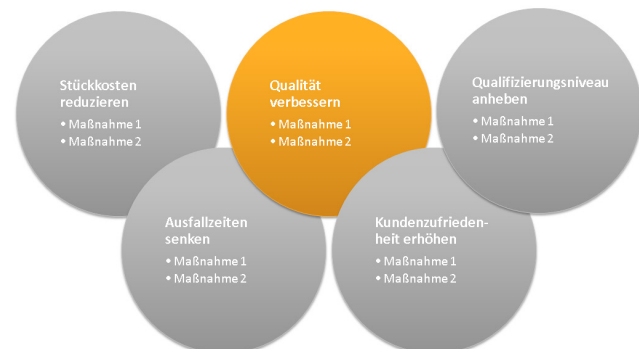 Stückkosten
reduzieren
• Maßnahme 1
• Maßnahme 2
Qualität
verbessern
• Maßnahme 1
• Maßnahme 2
Qualifizierungsniveau
anheben
• Maßnahme 1
• Maßnahme 2
Ausfallzeiten
senken
• Maßnahme 1
• Maßnahme 2
Kundenzufrieden-
heit erhöhen
• Maßnahme 1
• Maßnahme 2